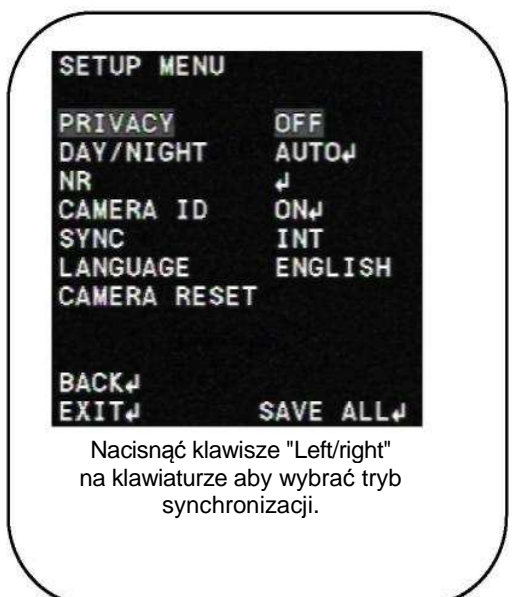 SETUP MENU
PRIVACY OFF
DAY/NIGHT AUTO↲
NR ↲
CAMERA ID ON↲
SYNC INT
LANGUAGE ENGLISH
CAMERA RESET
BACK↲
EXIT↲ SAVE ALL↲
Nacisnąć klawisze "Left/right"
na klawiaturze aby wybrać tryb
synchronizacji.